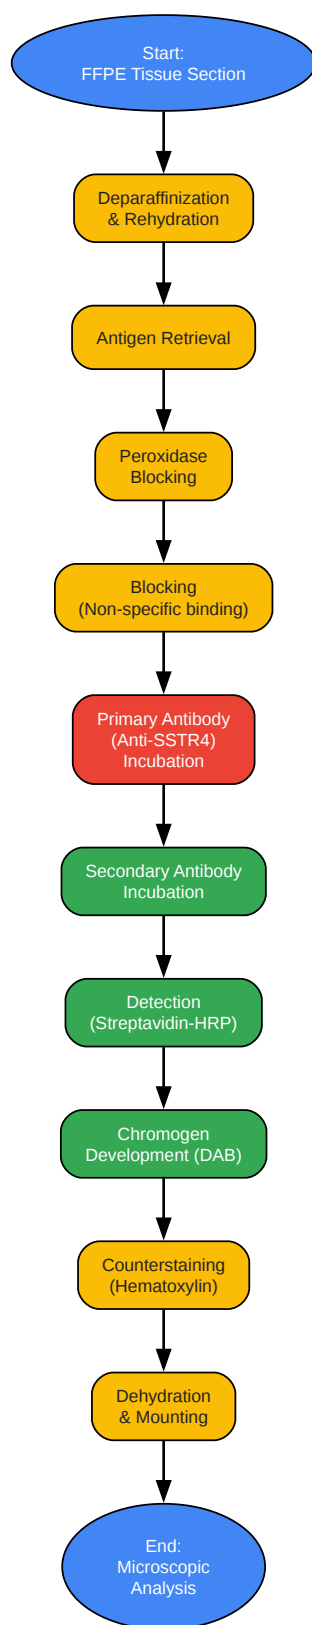 Start:
FFPE Tissue Section
Deparaffinization
& Rehydration
Antigen Retrieval
Peroxidase
Blocking
Blocking
(Non-specific binding)
Primary Antibody
(Anti-SSTR4)
Incubation
Secondary Antibody
Incubation
Detection
(Streptavidin-HRP)
Chromogen
Development (DAB)
Counterstaining
(Hematoxylin)
Dehydration
& Mounting
End:
Microscopic
Analysis